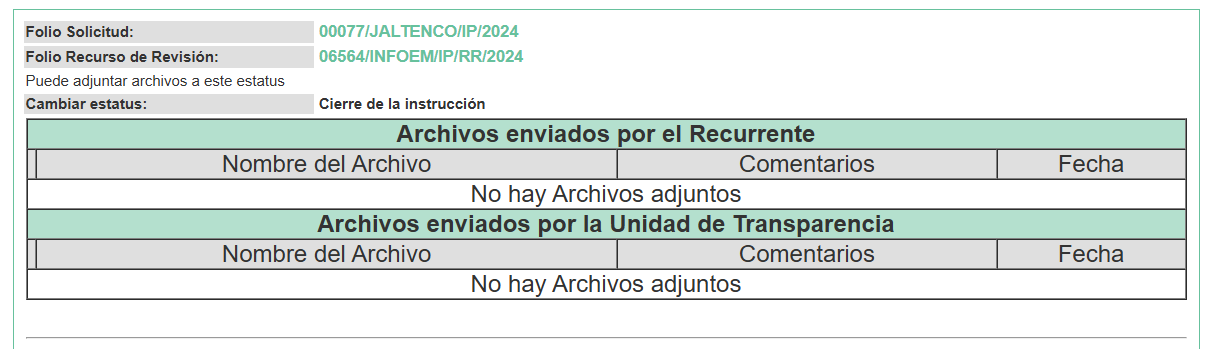 Folio Solicitud: 00077/JALTENCO/IP/2024
Folio Recurso de Revisión: 06564/INFOEM/IP/RR/2024
Puede adjuntar archivos a este estatus
Cambiar estatus: Cierre de la instrucción
Archivos enviados por el Recurrente
Nombre del Archivo Comentarios Fecha
No hay Archivos adjuntos
Archivos enviados por la Unidad de Transparencia
Nombre del Archivo Comentarios Fecha
No hay Archivos adjuntos